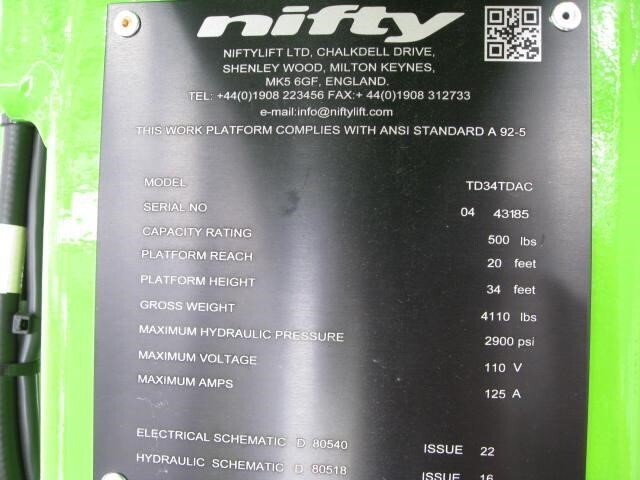 nifty
NIFTYLIFT LTD, CHALKDELL DRIVE,
SHENLEY WOOD, MILTON KEYNES,
MK5 6GF, ENGLAND.
TEL: +44(0)1908 223456 FAX:+ 44(0)1908 312733
e-mail:info@niftylift.com
THIS WORK PLATFORM COMPLIES WITH ANSI STANDARD A 92-5
MODEL TD34TDAC
SERIAL NO 04 43185
CAPACITY RATING 500 lbs
PLATFORM REACH 20 feet
PLATFORM HEIGHT 34 feet
GROSS WEIGHT 4110 lbs
MAXIMUM HYDRAULIC PRESSURE 2900 psi
MAXIMUM VOLTAGE 110 V
MAXIMUM AMPS 125 A
ELECTRICAL SCHEMATIC D 80540 ISSUE 22
HYDRAULIC SCHEMATIC D 80518 ISSUE 16